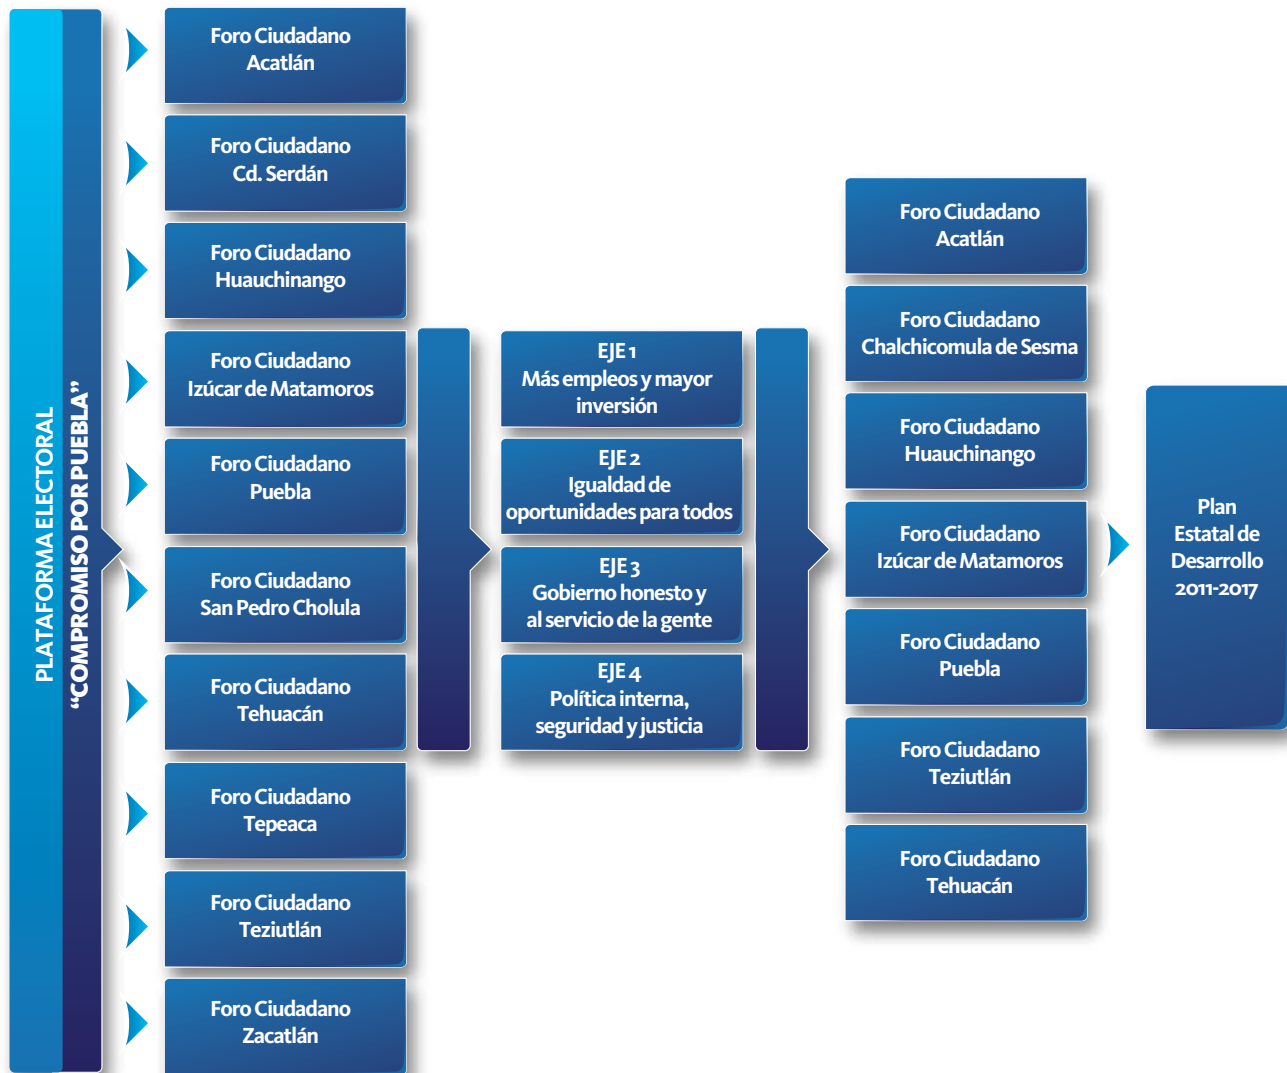 PLATAFORMA ELECTORAL
“COMPROMISO POR PUEBLA”
Foro Ciudadano
Acatlán
Foro Ciudadano
Cd. Serdán
Foro Ciudadano
Huauchinango
Foro Ciudadano
Izúcar de Matamoros
Foro Ciudadano
Puebla
Foro Ciudadano
San Pedro Cholula
Foro Ciudadano
Tehuacán
Foro Ciudadano
Tepeaca
Foro Ciudadano
Teziutlán
Foro Ciudadano
Zacatlán
EJE 1
Más empleos y mayor
inversión
EJE 2
Igualdad de
oportunidades para todos
EJE 3
Gobierno honesto y
al servicio de la gente
EJE 4
Política interna,
seguridad y justicia
Foro Ciudadano
Acatlán
Foro Ciudadano
Chalchicomula de Sesma
Foro Ciudadano
Huauchinango
Foro Ciudadano
Izúcar de Matamoros
Foro Ciudadano
Puebla
Foro Ciudadano
Teziutlán
Foro Ciudadano
Tehuacán
Plan
Estatal de
Desarrollo
2011-2017